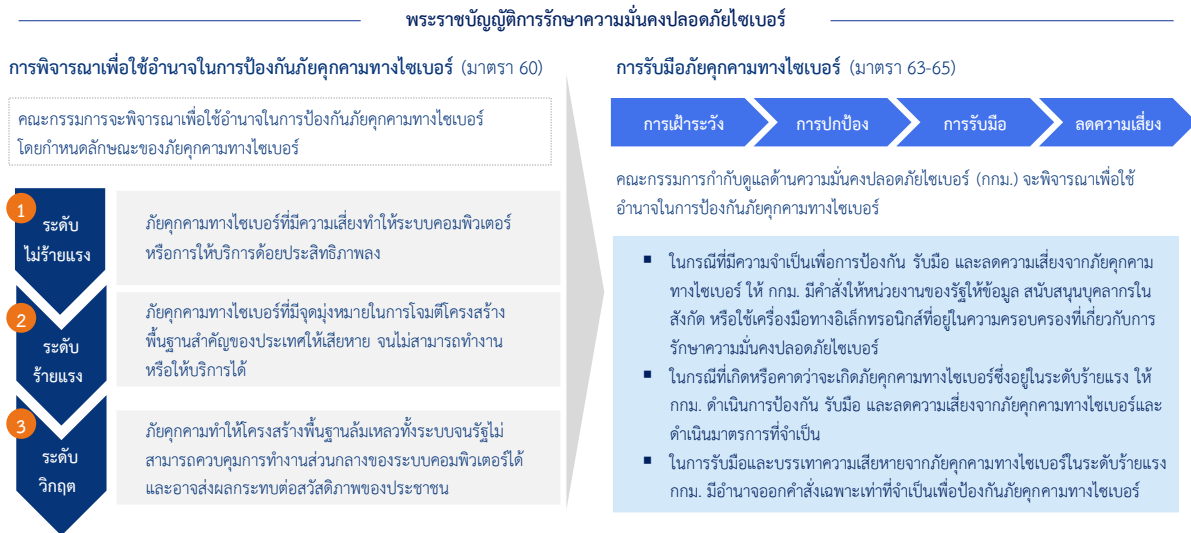 พระราชบัญญัติการรักษาความมั่นคงปลอดภัยไซเบอร์
การพิจารณาเพื่อใช้อำนาจในการป้องกันภัยคุกคามทางไซเบอร์ (มาตรา 60)
คณะกรรมการจะพิจารณาเพื่อใช้อำนาจในการป้องกันภัยคุกคามทางไซเบอร์
โดยกำหนดลักษณะของภัยคุกคามทางไซเบอร์
1
ระดับ
ไม่ร้ายแรง
ภัยคุกคามทางไซเบอร์ที่มีความเสี่ยงทำให้ระบบคอมพิวเตอร์
หรือการให้บริการด้อยประสิทธิภาพลง
2
ระดับ
ร้ายแรง
ภัยคุกคามทางไซเบอร์ที่มีจุดมุ่งหมายในการโจมตีโครงสร้าง
พื้นฐานสำคัญของประเทศให้เสียหาย จนไม่สามารถทำงาน
หรือให้บริการได้
3
ระดับ
วิกฤต
ภัยคุกคามทำให้โครงสร้างพื้นฐานล้มเหลวทั้งระบบจนรัฐไม่
สามารถควบคุมการทำงานส่วนกลางของระบบคอมพิวเตอร์ได้
และอาจส่งผลกระทบต่อสวัสดิภาพของประชาชน
การรับมือภัยคุกคามทางไซเบอร์ (มาตรา 63-65)
การเฝ้าระวัง
การปกป้อง
การรับมือ
ลดความเสี่ยง
คณะกรรมการกำกับดูแลด้านความมั่นคงปลอดภัยไซเบอร์ (กกม.) จะพิจารณาเพื่อใช้
อำนาจในการป้องกันภัยคุกคามทางไซเบอร์
▪ ในกรณีที่มีความจำเป็นเพื่อการป้องกัน รับมือ และลดความเสี่ยงจากภัยคุกคาม
ทางไซเบอร์ ให้ กกม. มีคำสั่งให้หน่วยงานของรัฐให้ข้อมูล สนับสนุนบุคลากรใน
สังกัด หรือใช้เครื่องมือทางอิเล็กทรอนิกส์ที่อยู่ในความครอบครองที่เกี่ยวกับการ
รักษาความมั่นคงปลอดภัยไซเบอร์
▪ ในกรณีที่เกิดหรือคาดว่าจะเกิดภัยคุกคามทางไซเบอร์ซึ่งอยู่ในระดับร้ายแรง ให้
กกม. ดำเนินการป้องกัน รับมือ และลดความเสี่ยงจากภัยคุกคามทางไซเบอร์และ
ดำเนินมาตรการที่จำเป็น
▪ ในการรับมือและบรรเทาความเสียหายจากภัยคุกคามทางไซเบอร์ในระดับร้ายแรง
กกม. มีอำนาจออกคำสั่งเฉพาะเท่าที่จำเป็นเพื่อป้องกันภัยคุกคามทางไซเบอร์